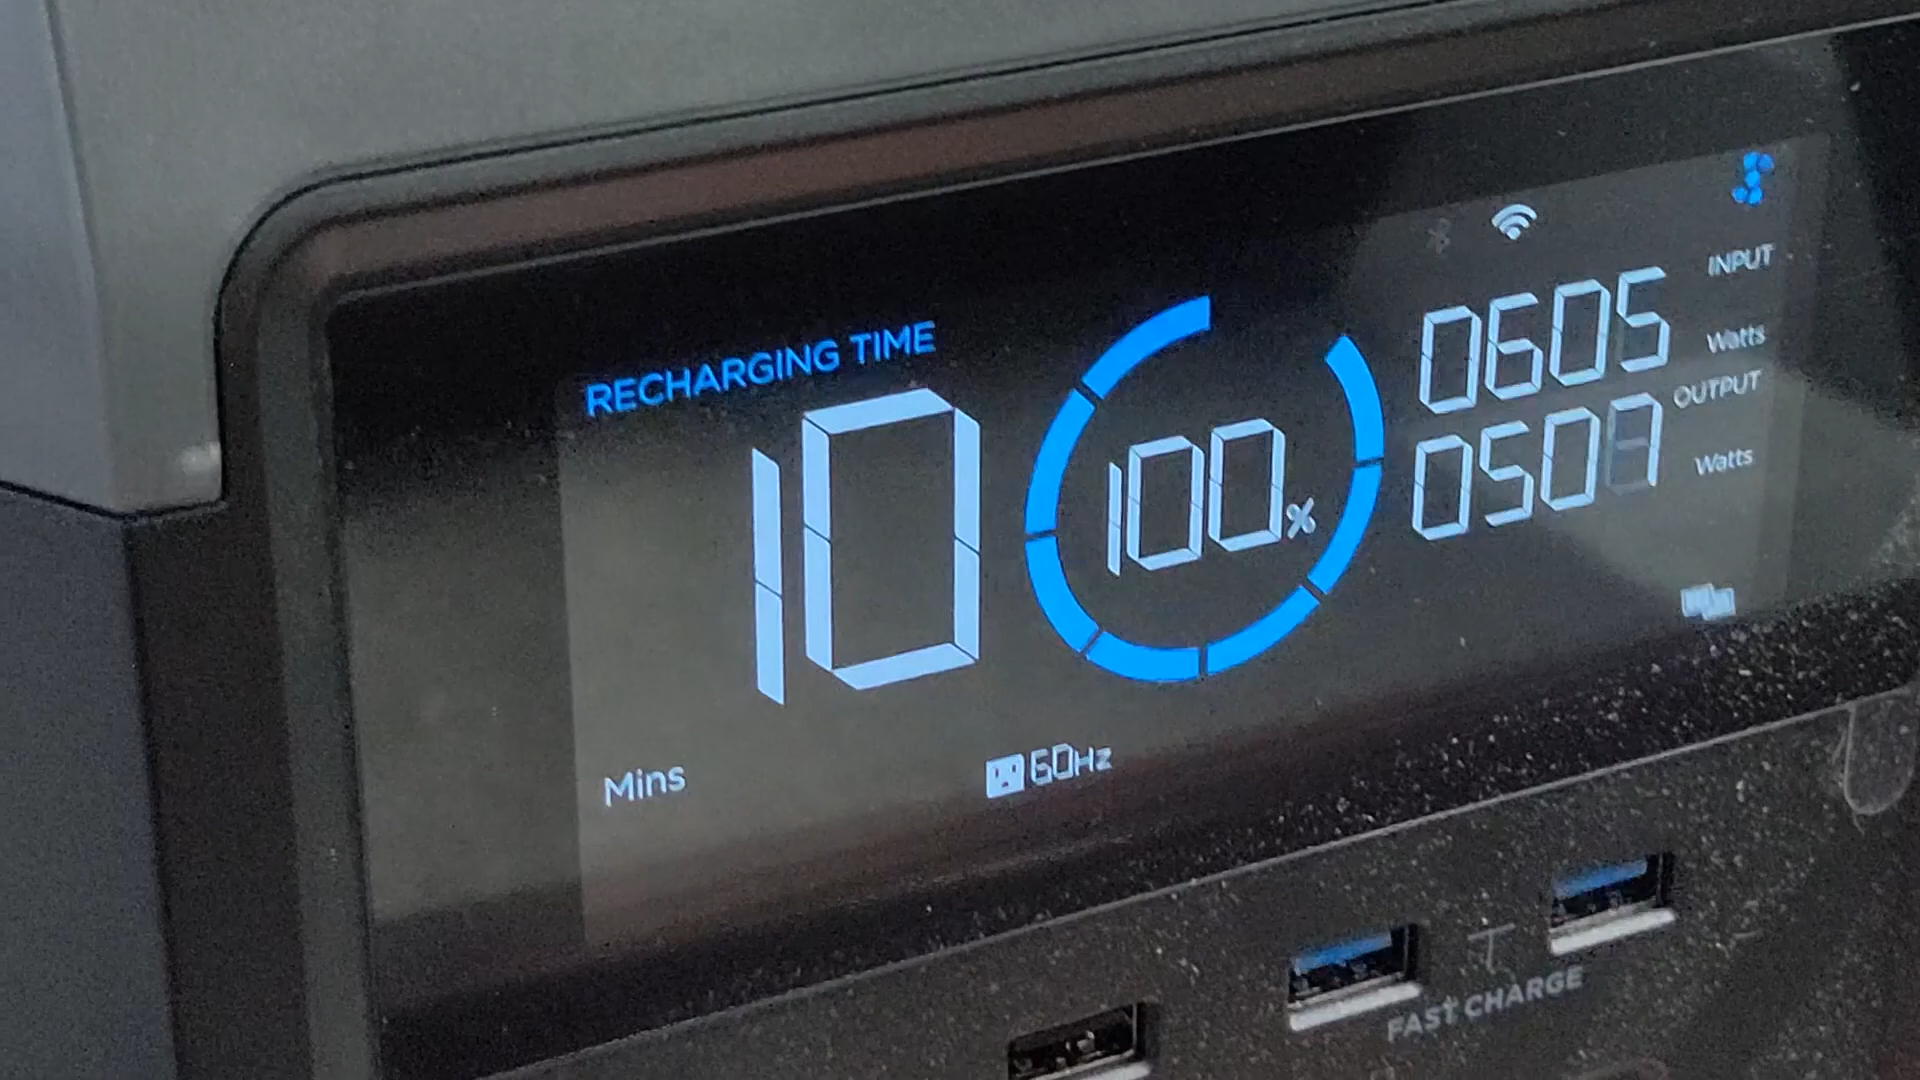 RECHARGING TIME
10
Mins
100%
60Hz
INPUT
0605
Watts
OUTPUT
0507
Watts
FAST CHARGE